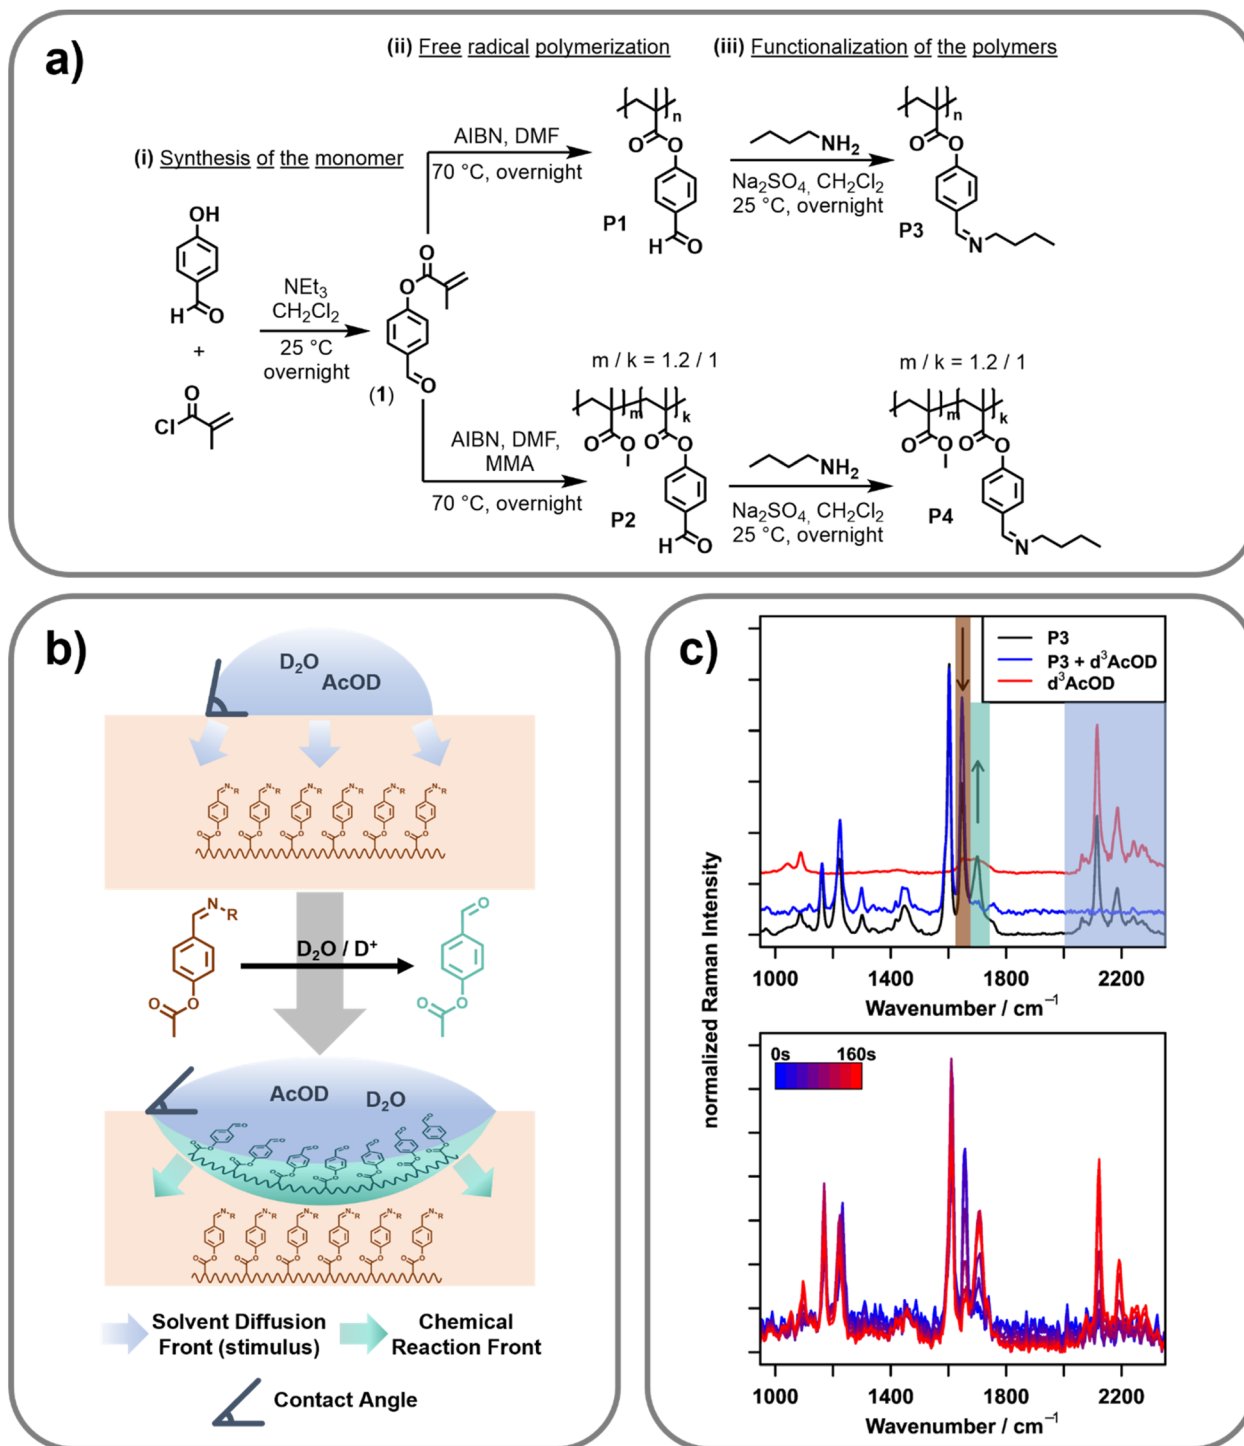 a)
(ii) Free radical polymerization
(iii) Functionalization of the polymers
(i) Synthesis of the monomer
OH
H
O
+
Cl
O
NEt3
CH2Cl2
25 °C
overnight
O
O
O
(1)
AIBN, DMF
70 °C, overnight
n
O
O
P1
H
O
NH2
Na2SO4, CH2Cl2
25 °C, overnight
n
O
O
P3
N
AIBN, DMF,
MMA
70 °C, overnight
m / k = 1.2 / 1
m
k
O
O
O
O
P2
H
O
NH2
Na2SO4, CH2Cl2
25 °C, overnight
m / k = 1.2 / 1
m
k
O
O
O
O
P4
N
b)
D2O
AcOD
N
R
O
O
D2O / D+
O
O
O
AcOD
D2O
Solvent Diffusion
Front (stimulus)
Chemical
Reaction Front
Contact Angle
c)
P3
P3 + d3AcOD
d3AcOD
normalized Raman Intensity
1000 1400 1800 2200
Wavenumber / cm–1
0s 160s
1000 1400 1800 2200
Wavenumber / cm–1